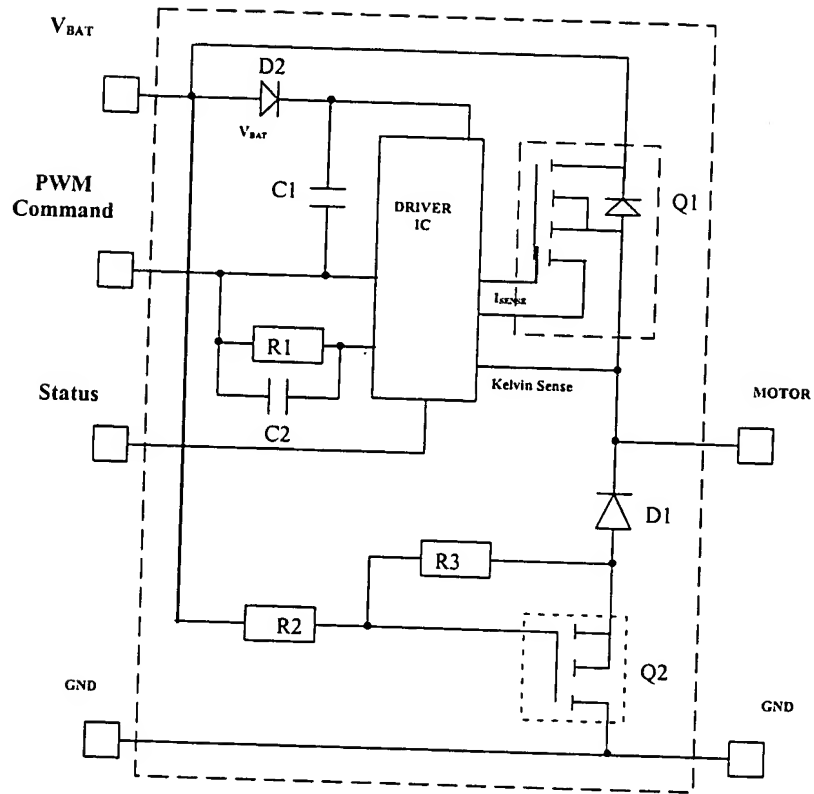 VBAT
D2
VBAT
C1
PWM
Command
DRIVER
IC
Q1
ISENSE
R1
Kelvin Sense
Status
C2
MOTOR
D1
R3
R2
Q2
GND
GND